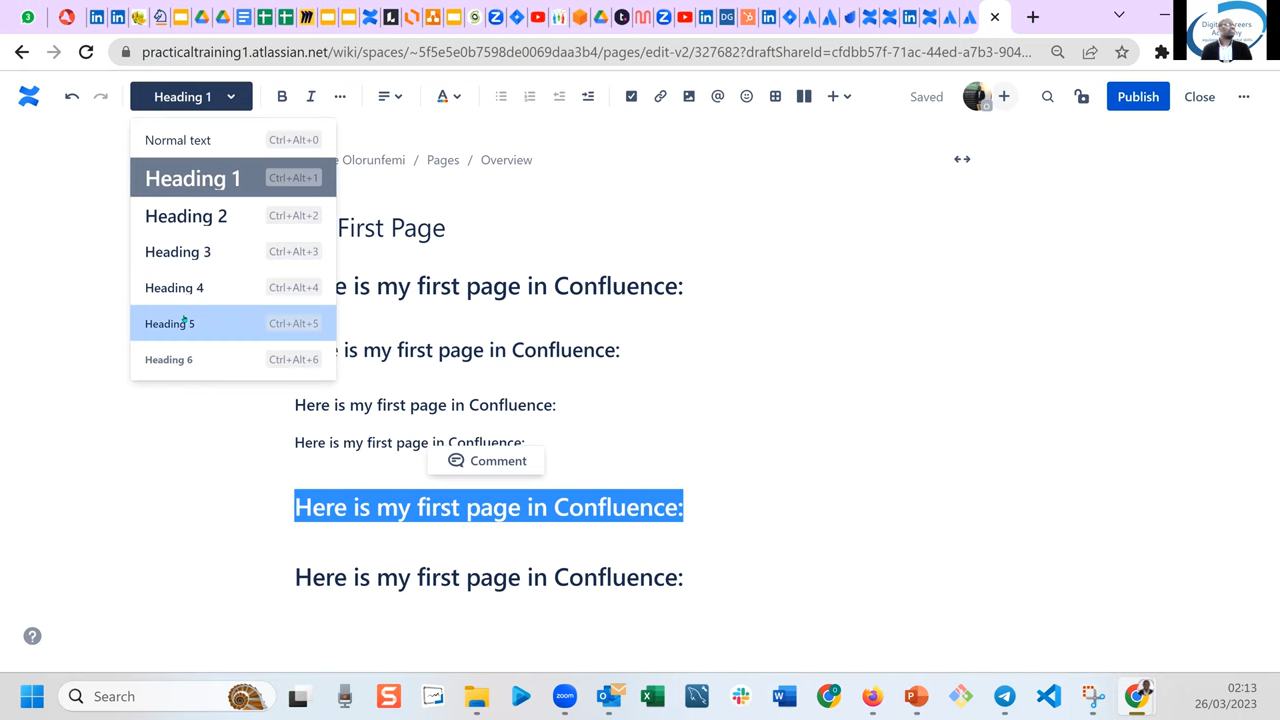 practicaltraining1.atlassian.net/wiki/spaces/~5f5e5e0b7598de0069daa3b4/pages/edit-v2/327682?draftShareId=cfdbb57f-71ac-44ed-a7b3-904...
Heading 1
Saved
Publish
Close
Normal text Ctrl+Alt+0
Heading 1 Ctrl+Alt+1
Heading 2 Ctrl+Alt+2
Heading 3 Ctrl+Alt+3
Heading 4 Ctrl+Alt+4
Heading 5 Ctrl+Alt+5
Heading 6 Ctrl+Alt+6
Olorunfemi / Pages / Overview
First Page
e is my first page in Confluence:
e is my first page in Confluence:
Here is my first page in Confluence:
Here is my first page in Confluence:
Comment
Here is my first page in Confluence:
Here is my first page in Confluence:
Search
02:13
26/03/2023